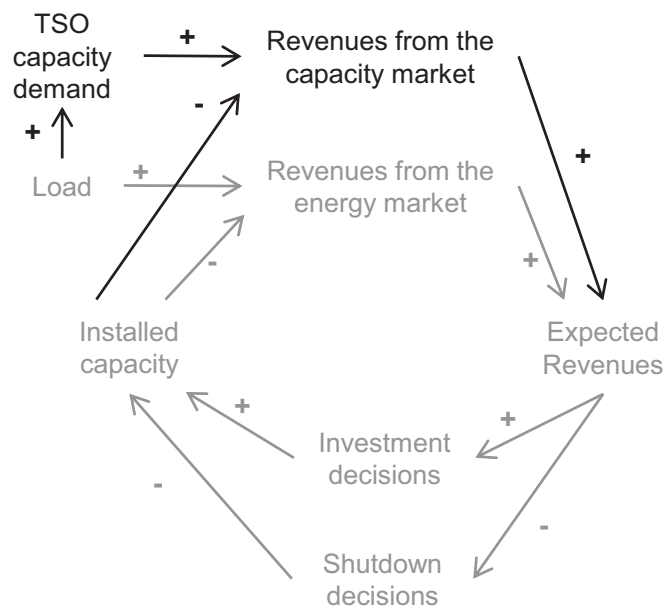 TSO
capacity
demand
+
Revenues from the
capacity market
-
+
+
Load
+
Revenues from the
energy market
-
+
Installed
capacity
Expected
Revenues
+
+
Investment
decisions
-
-
Shutdown
decisions